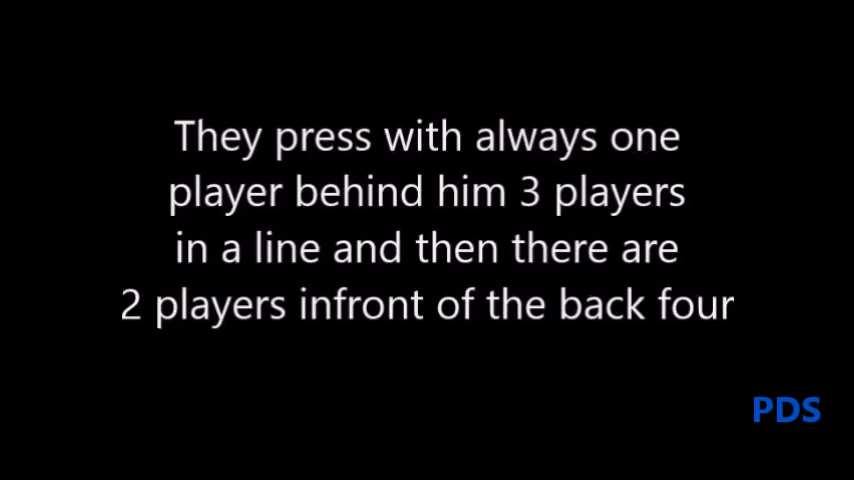 They press with always one
player behind him 3 players
in a line and then there are
2 players infront of the back four
PDS